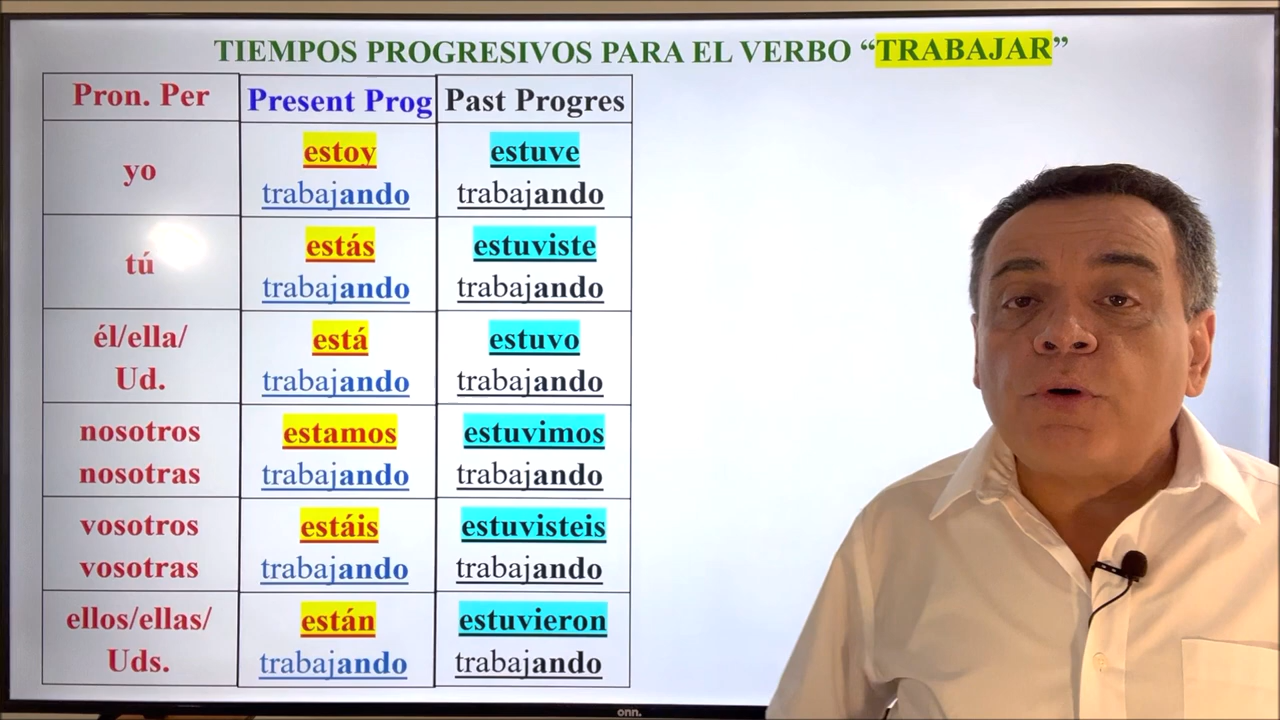 TIEMPOS PROGRESIVOS PARA EL VERBO “TRABAJAR”
Pron. Per Present Prog Past Progres
yo
estoy
trabajando
estuve
trabajando
tú
estás
trabajando
estuviste
trabajando
él/ella/
Ud.
está
trabajando
estuvo
trabajando
nosotros
nosotras
estamos
trabajando
estuvimos
trabajando
vosotros
vosotras
estáis
trabajando
estuvisteis
trabajando
ellos/ellas/
Uds.
están
trabajando
estuvieron
trabajando
onn.